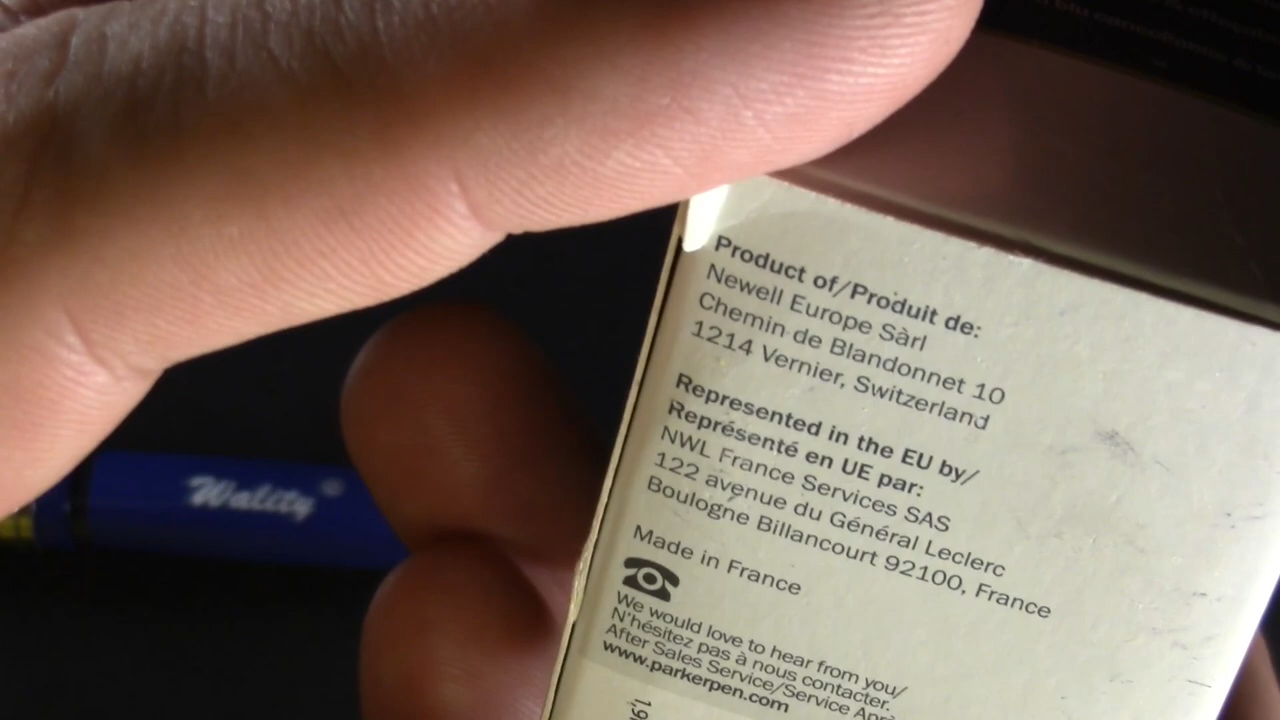 Product of/Produit de:
Newell Europe Sàrl
Chemin de Blandonnet 10
1214 Vernier, Switzerland
Represented in the EU by/
Représenté en UE par:
NWL France Services SAS
122 avenue du Général Leclerc
Boulogne Billancourt 92100, France
Made in France
We would love to hear from you/
N'hésitez pas à nous contacter.
After Sales Service/Service
www.parkerpen.com
Wality